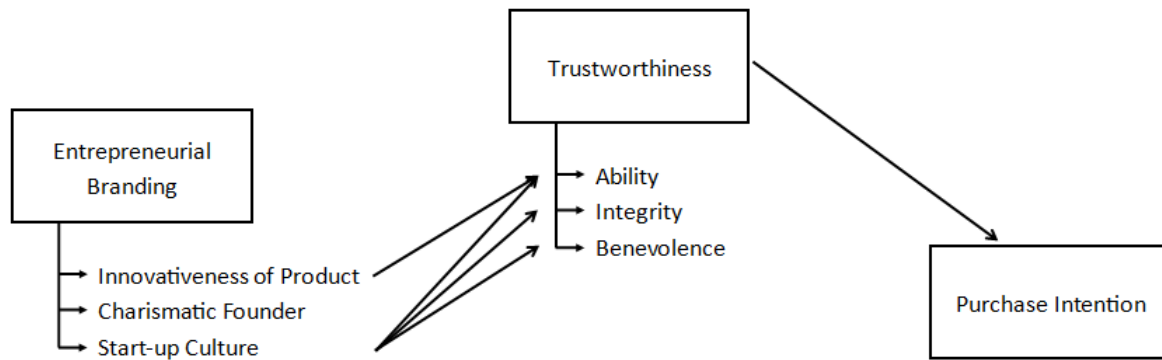 Trustworthiness
Entrepreneurial
Branding
Ability
Integrity
Benevolence
Innovativeness of Product
Charismatic Founder
Start-up Culture
Purchase Intention